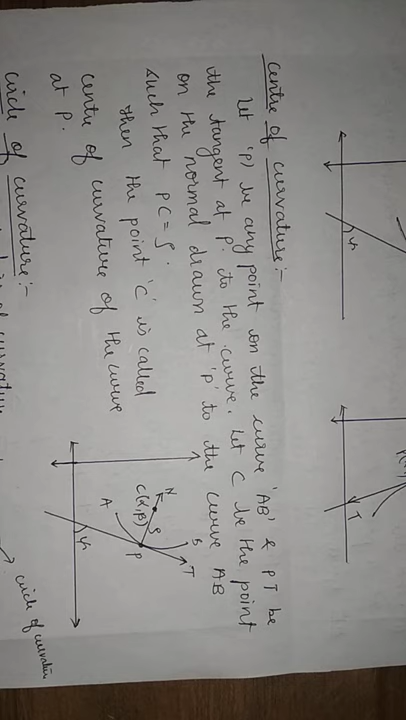 centre of curvature:-
Let 'P' be any point on the curve 'AB' & PT be
the tangent at 'P' to the curve. Let C be the point
on the normal drawn at 'P' to the curve AB
such that PC = ρ.
then the point 'C' is called
centre of curvature of the curve
at P.
N
C(α,β)
ρ
A
P
B
T
ψ
circle of curvature:-
circle of curvature
ψ
T